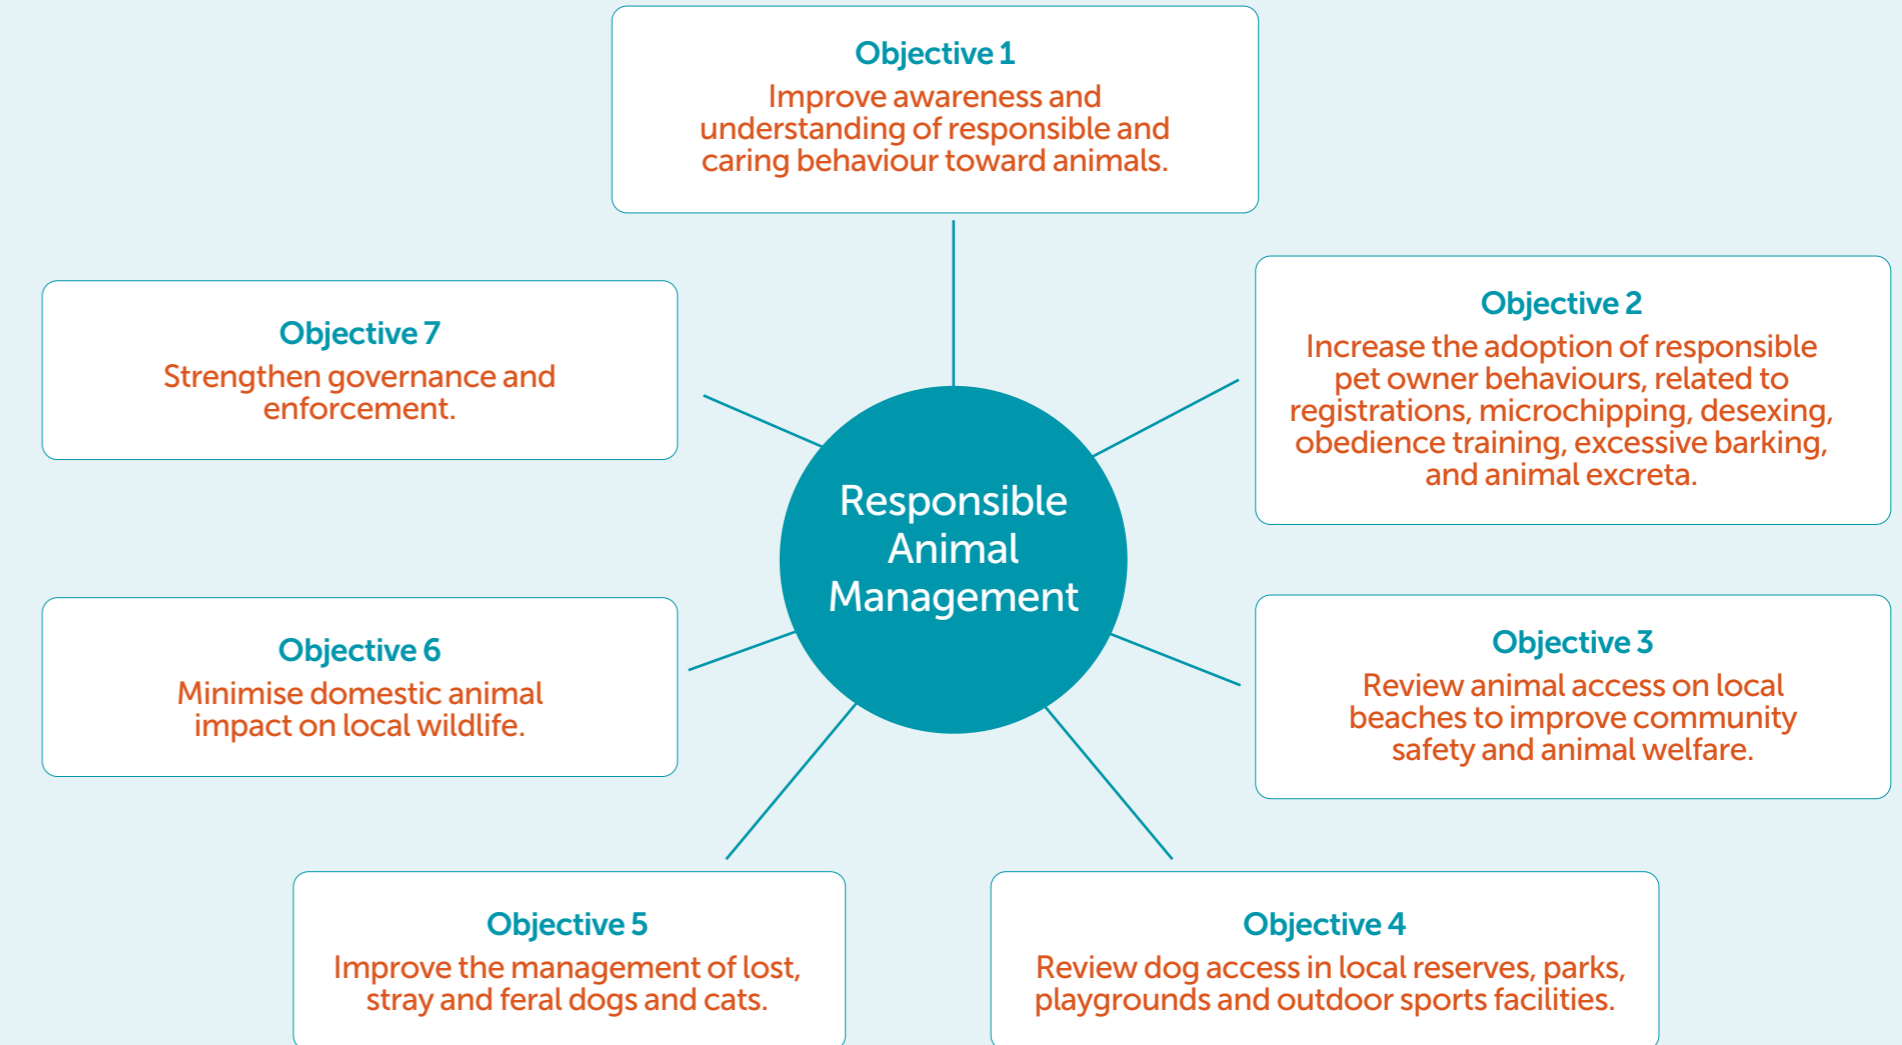 Objective 1
Improve awareness and
understanding of responsible and
caring behaviour toward animals.
Objective 2
Increase the adoption of responsible
pet owner behaviours, related to
registrations, microchipping, desexing,
obedience training, excessive barking,
and animal excreta.
Objective 3
Review animal access on local
beaches to improve community
safety and animal welfare.
Objective 4
Review dog access in local reserves, parks,
playgrounds and outdoor sports facilities.
Objective 5
Improve the management of lost,
stray and feral dogs and cats.
Objective 6
Minimise domestic animal
impact on local wildlife.
Objective 7
Strengthen governance and
enforcement.
Responsible
Animal
Management